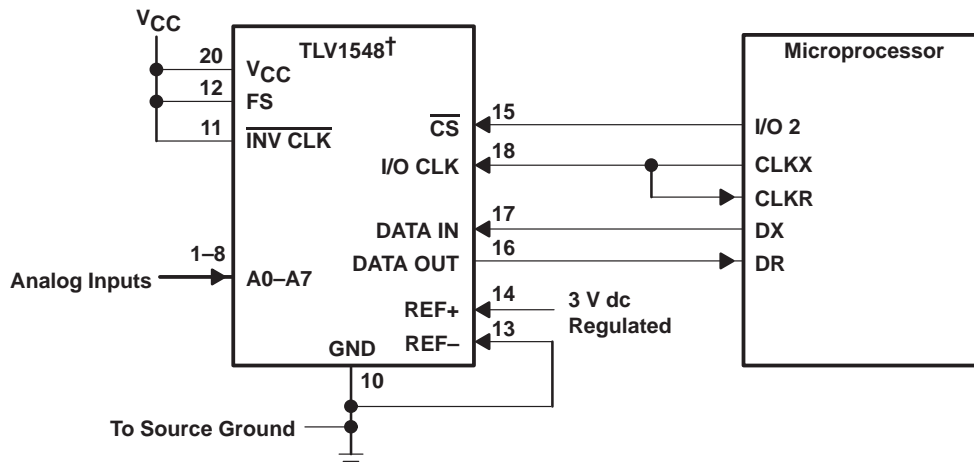 VCC
TLV1548†
Microprocessor
20
VCC
12
FS
11
INV CLK
15
CS
I/O 2
18
I/O CLK
CLKX
CLKR
17
DATA IN
DX
16
DATA OUT
DR
1–8
Analog Inputs
A0–A7
14
REF+
3 V dc
Regulated
13
REF–
GND
10
To Source Ground